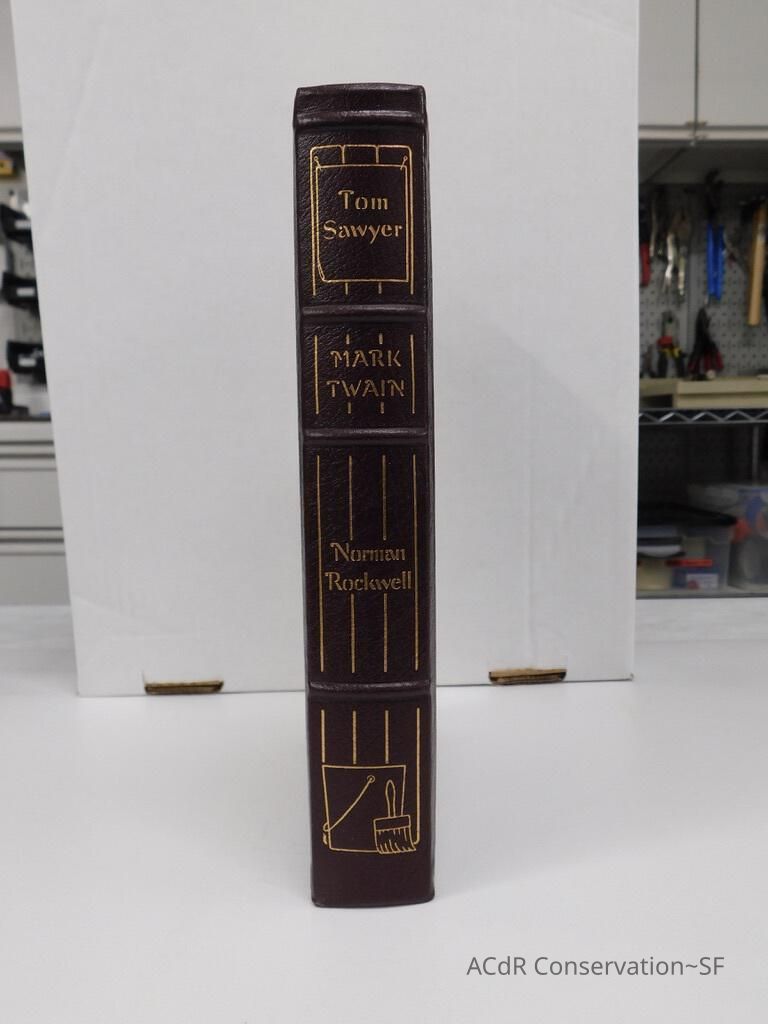 Tom
Sawyer
MARK
TWAIN
Norman
Rockwell
ACdR Conservation~SF